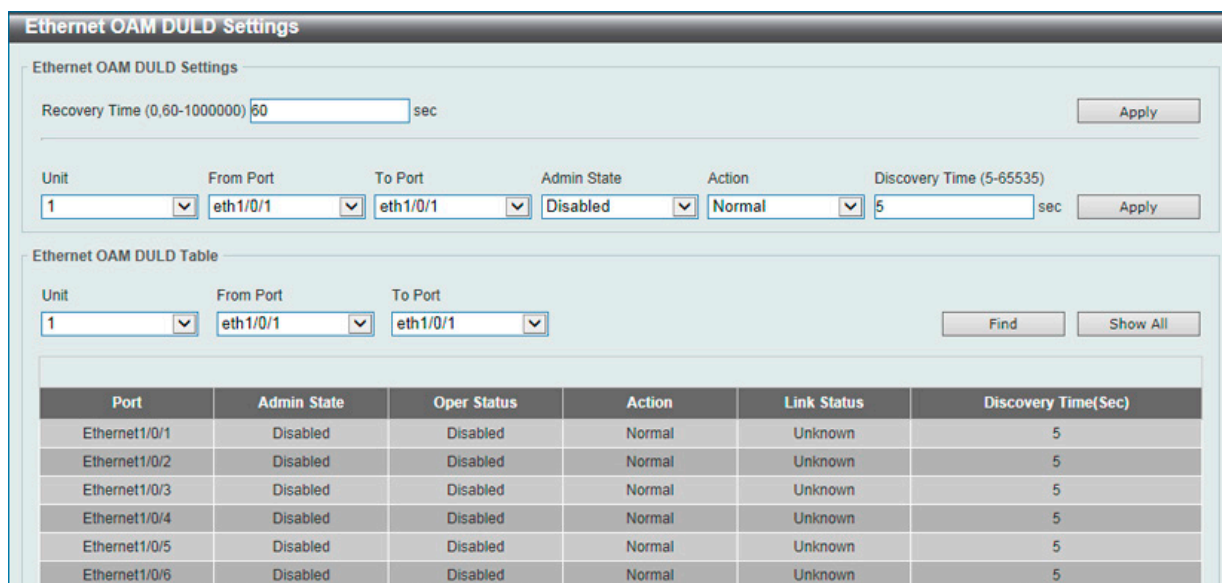 Ethernet OAM DULD Settings
Ethernet OAM DULD Settings
Recovery Time (0,60-1000000) 60 sec Apply
Unit From Port To Port Admin State Action Discovery Time (5-65535)
1 eth1/0/1 eth1/0/1 Disabled Normal 5 sec Apply
Ethernet OAM DULD Table
Unit From Port To Port
1 eth1/0/1 eth1/0/1 Find Show All
Port Admin State Oper Status Action Link Status Discovery Time(Sec)
Ethernet1/0/1 Disabled Disabled Normal Unknown 5
Ethernet1/0/2 Disabled Disabled Normal Unknown 5
Ethernet1/0/3 Disabled Disabled Normal Unknown 5
Ethernet1/0/4 Disabled Disabled Normal Unknown 5
Ethernet1/0/5 Disabled Disabled Normal Unknown 5
Ethernet1/0/6 Disabled Disabled Normal Unknown 5